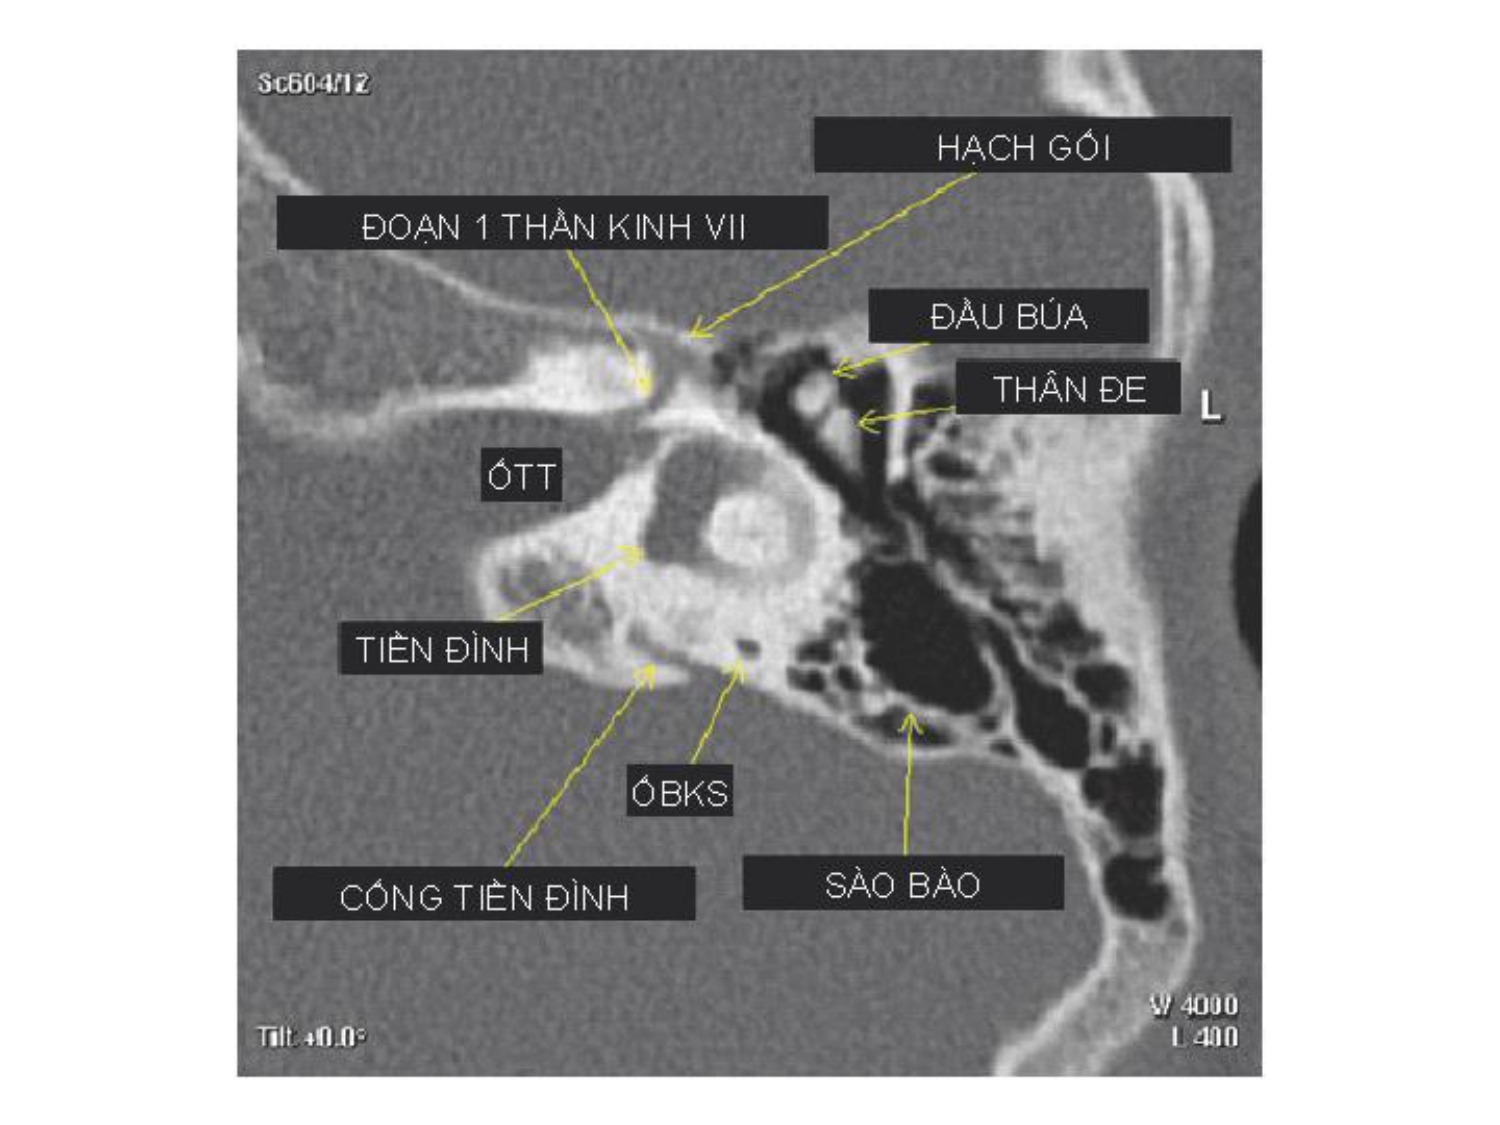 Sc604/12
HẠCH GỐI
ĐOẠN 1 THẦN KINH VII
ĐẦU BÚA
THÂN ĐE
L
ỐTT
TIỀN ĐÌNH
ỐBKS
SÀO BÀO
CỐNG TIỀN ĐÌNH
W 4000
L 400
Tilt: +0.0°